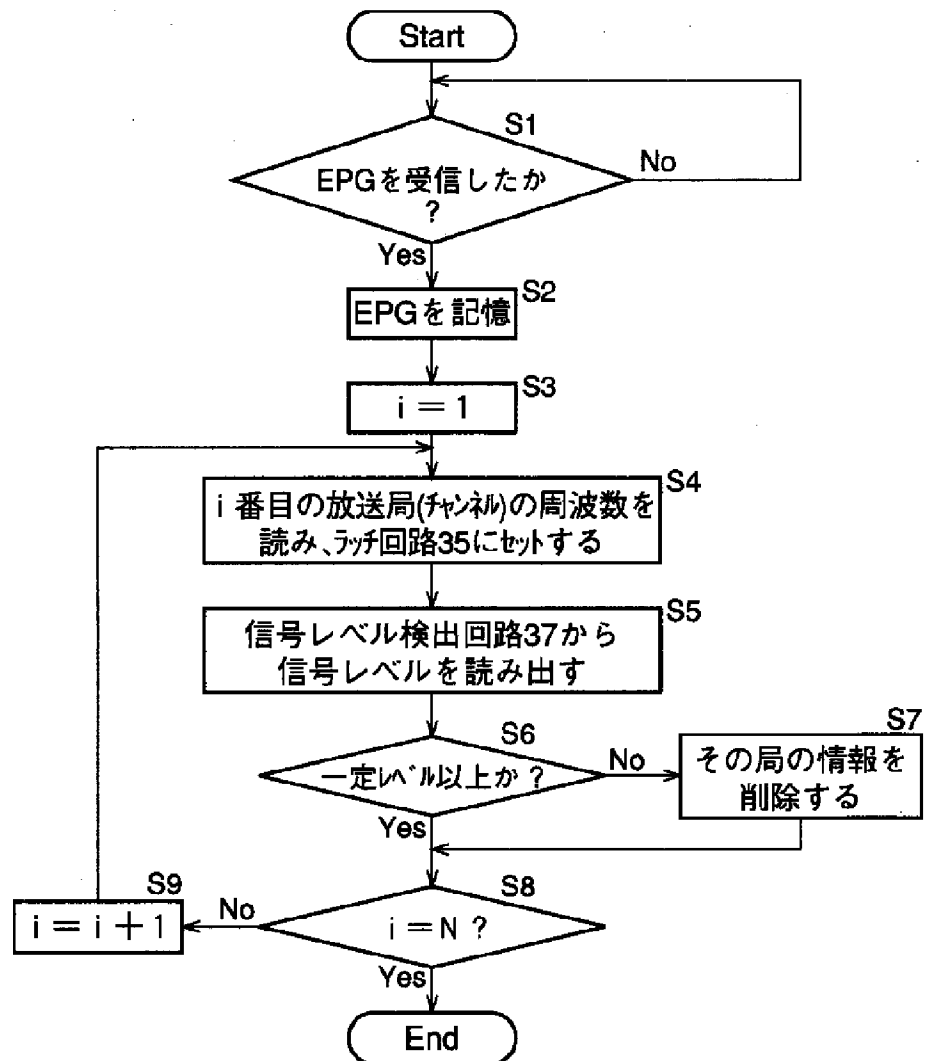 Start
S1
EPGを受信したか
?
No
Yes
S2
EPGを記憶
S3
i = 1
S4
i番目の放送局(チャンネル)の周波数を
読み、ラッチ回路35にセットする
S5
信号レベル検出回路37から
信号レベルを読み出す
S6
一定レベル以上か?
No
Yes
S7
その局の情報を
削除する
S8
i = N ?
No
Yes
S9
i = i + 1
End